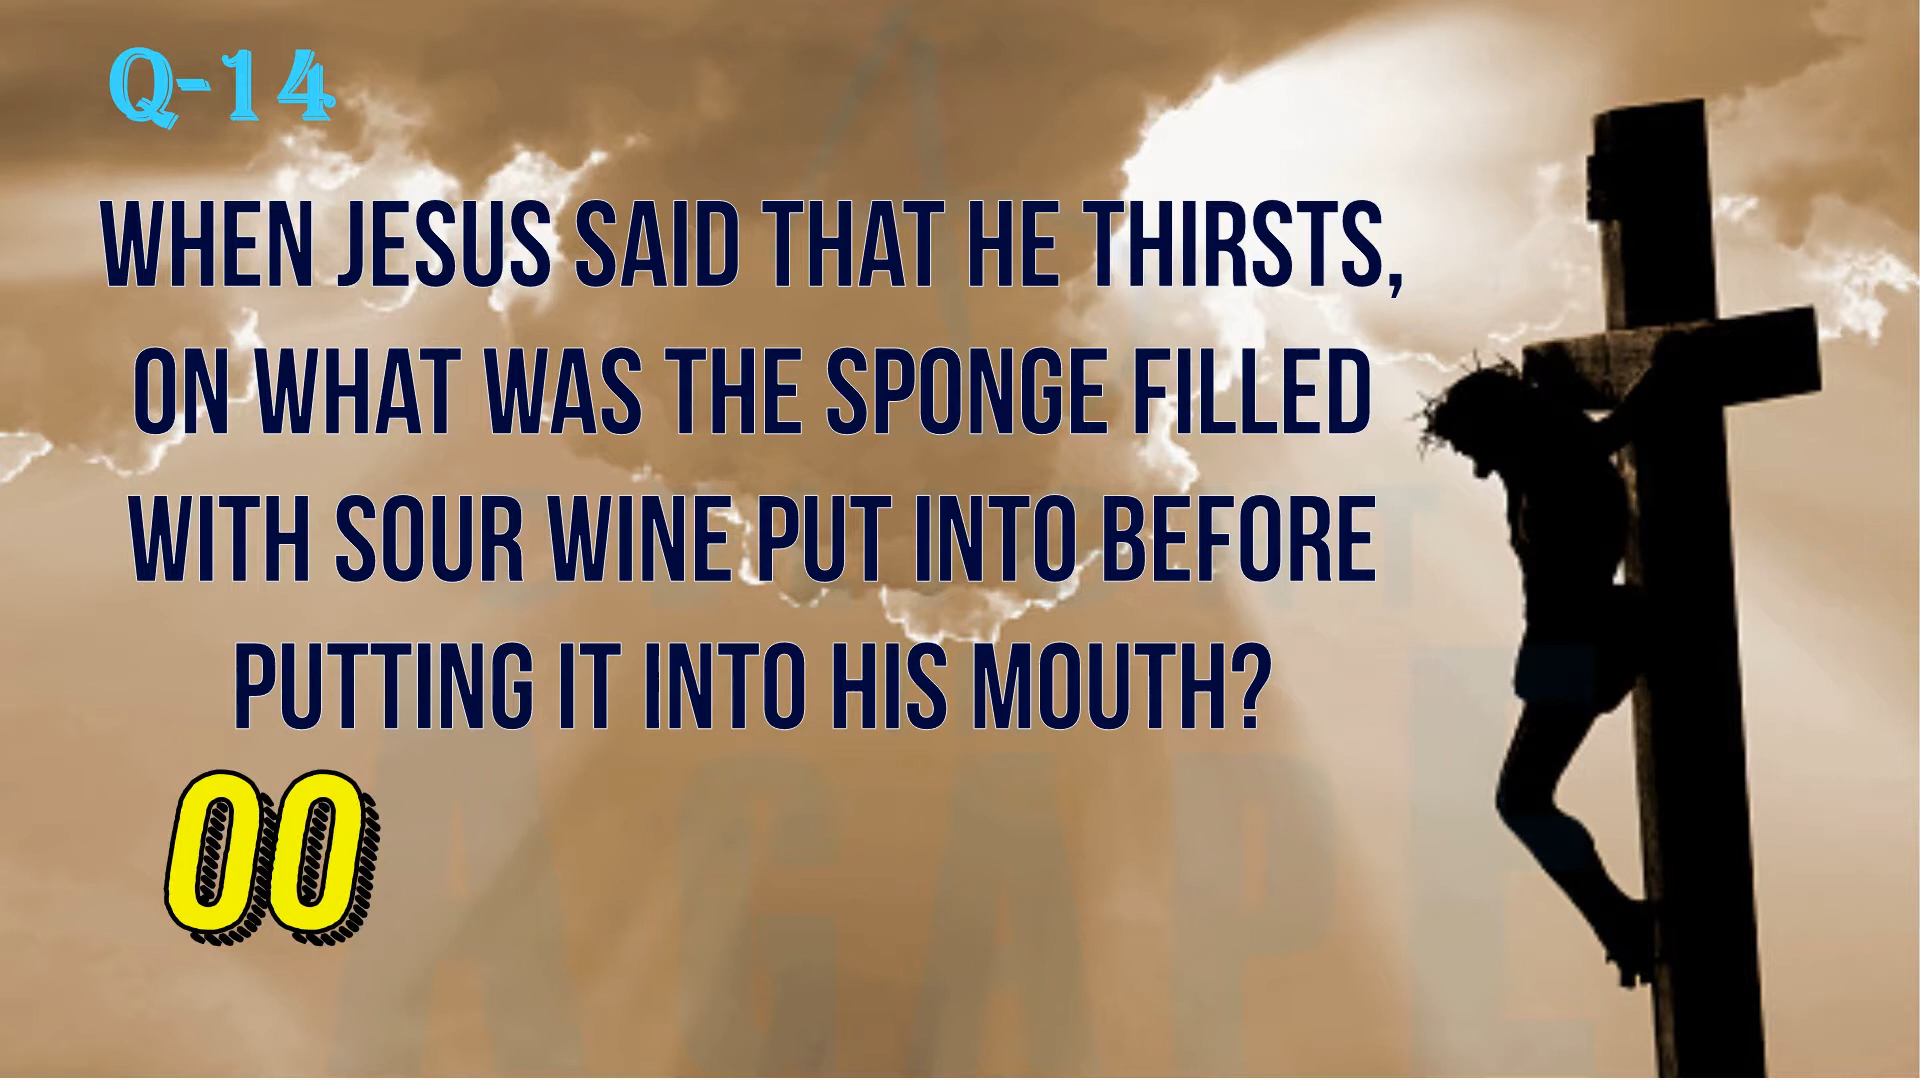 Q-14
WHEN JESUS SAID THAT HE THIRSTS,
ON WHAT WAS THE SPONGE FILLED
WITH SOUR WINE PUT INTO BEFORE
PUTTING IT INTO HIS MOUTH?
00
AGAPE